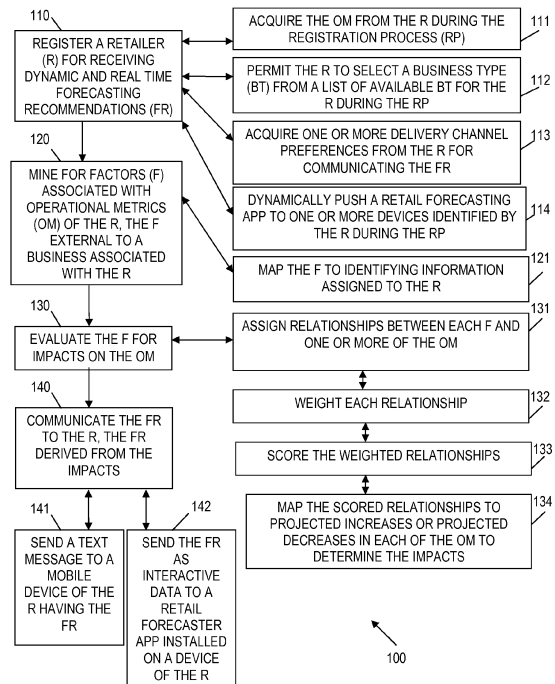 110
REGISTER A RETAILER
(R) FOR RECEIVING
DYNAMIC AND REAL TIME
FORECASTING
RECOMMENDATIONS (FR)
ACQUIRE THE OM FROM THE R DURING THE
REGISTRATION PROCESS (RP)
111
PERMIT THE R TO SELECT A BUSINESS TYPE
(BT) FROM A LIST OF AVAILABLE BT FOR THE
R DURING THE RP
112
ACQUIRE ONE OR MORE DELIVERY CHANNEL
PREFERENCES FROM THE R FOR
COMMUNICATING THE FR
113
DYNAMICALLY PUSH A RETAIL FORECASTING
APP TO ONE OR MORE DEVICES IDENTIFIED BY
THE R DURING THE RP
114
120
MINE FOR FACTORS (F)
ASSOCIATED WITH
OPERATIONAL METRICS
(OM) OF THE R, THE F
EXTERNAL TO A
BUSINESS ASSOCIATED
WITH THE R
MAP THE F TO IDENTIFYING INFORMATION
ASSIGNED TO THE R
121
130
EVALUATE THE F FOR
IMPACTS ON THE OM
ASSIGN RELATIONSHIPS BETWEEN EACH F AND
ONE OR MORE OF THE OM
131
WEIGHT EACH RELATIONSHIP
132
SCORE THE WEIGHTED RELATIONSHIPS
133
MAP THE SCORED RELATIONSHIPS TO
PROJECTED INCREASES OR PROJECTED
DECREASES IN EACH OF THE OM TO
DETERMINE THE IMPACTS
134
140
COMMUNICATE THE FR
TO THE R, THE FR
DERIVED FROM THE
IMPACTS
141
SEND A TEXT
MESSAGE TO A
MOBILE
DEVICE OF THE
R HAVING THE
FR
142
SEND THE FR
AS
INTERACTIVE
DATA TO A
RETAIL
FORECASTER
APP INSTALLED
ON A DEVICE
OF THE R
100